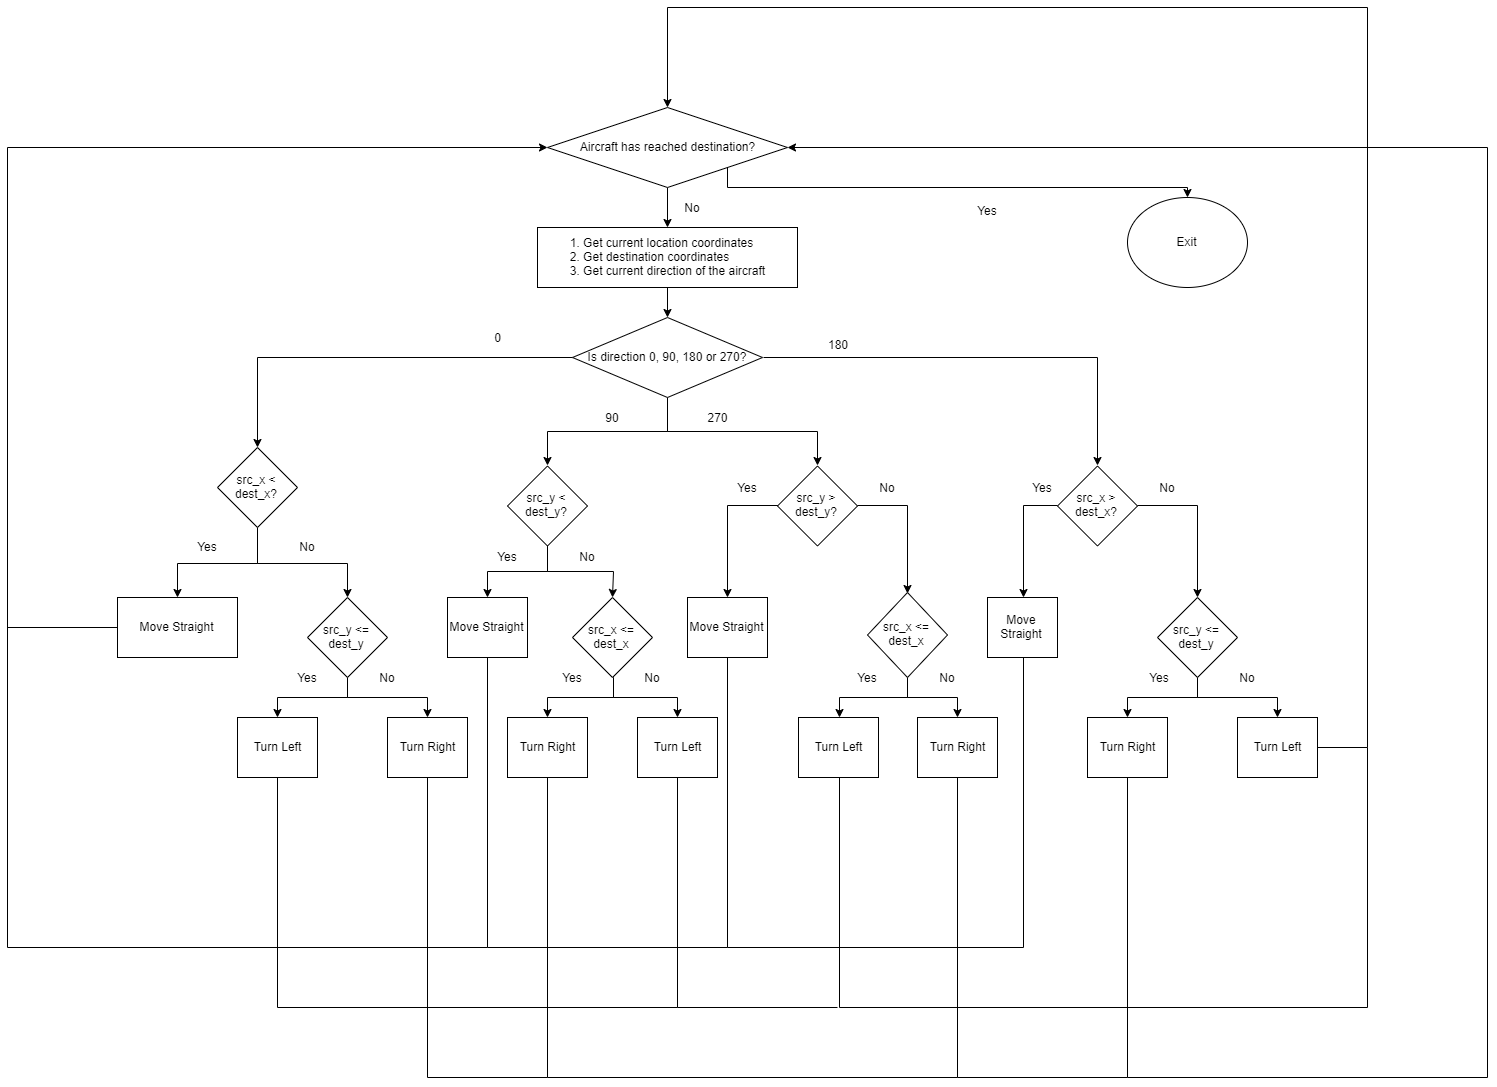 Aircraft has reached destination?
No
Yes
1. Get current location coordinates
2. Get destination coordinates
3. Get current direction of the aircraft
Exit
0
Is direction 0, 90, 180 or 270?
180
90
270
src_x <
dest_x?
src_y <
dest_y?
Yes
src_y >
dest_y?
No
Yes
src_x >
dest_x?
No
Yes
No
Yes
No
Move Straight
src_y <=
dest_y
Move Straight
src_x <=
dest_x
Move Straight
src_x <=
dest_x
Move
Straight
src_y <=
dest_y
Yes
No
Yes
No
Yes
No
Yes
No
Turn Left
Turn Right
Turn Right
Turn Left
Turn Left
Turn Right
Turn Right
Turn Left